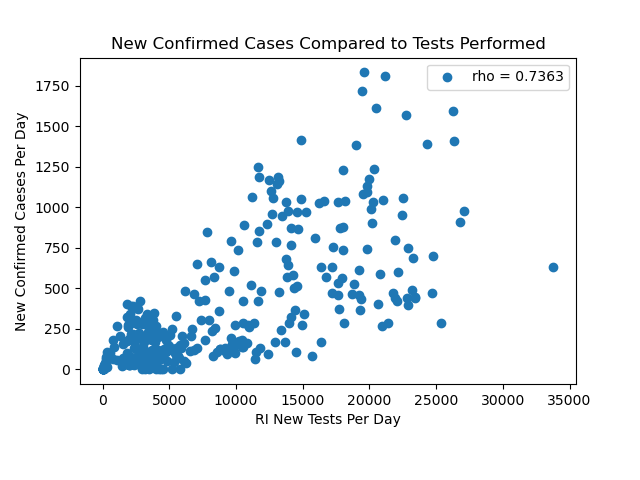 New Confirmed Cases Compared to Tests Performed
rho = 0.7363
New Confirmed Caeses Per Day
1750
1500
1250
1000
750
500
250
0
0 5000 10000 15000 20000 25000 30000 35000
RI New Tests Per Day